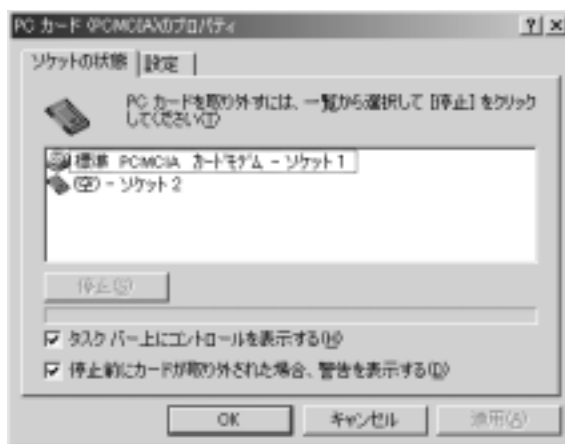 PC カード (PCMCIA)のプロパティ
ソケットの状態
設定
PC カードを取り外すには、一覧から選択して [停止] をクリック
してください(T)
標準 PCMCIA カードモデム - ソケット 1
(空) - ソケット 2
停止(S)
タスク バー上にコントロールを表示する(H)
停止前にカードが取り外された場合、警告を表示する(D)
OK
キャンセル
適用(A)